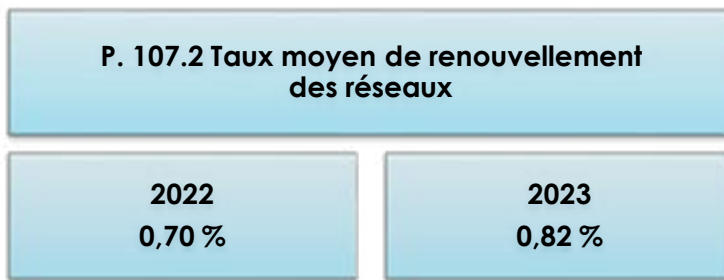 P. 107.2 Taux moyen de renouvellement
des réseaux
2022
0,70 %
2023
0,82 %